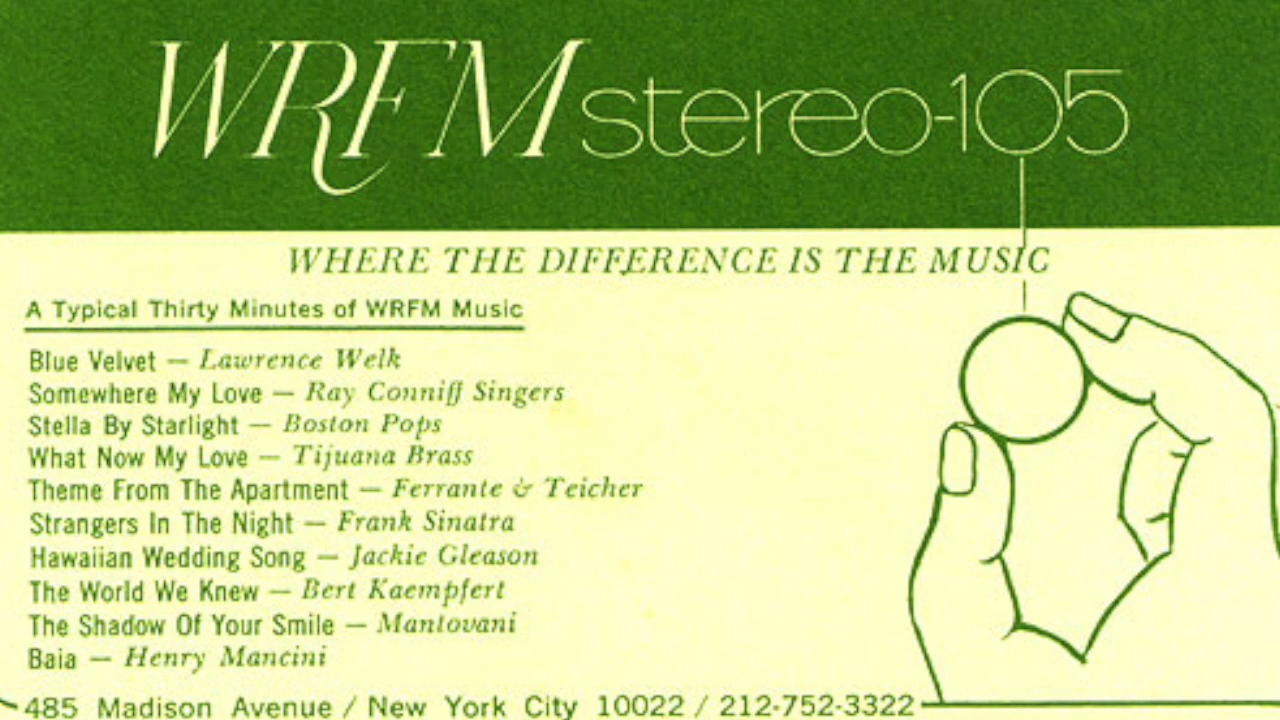 WRFM stereo-105
WHERE THE DIFFERENCE IS THE MUSIC
A Typical Thirty Minutes of WRFM Music
Blue Velvet — Lawrence Welk
Somewhere My Love — Ray Conniff Singers
Stella By Starlight — Boston Pops
What Now My Love — Tijuana Brass
Theme From The Apartment — Ferrante & Teicher
Strangers In The Night — Frank Sinatra
Hawaiian Wedding Song — Jackie Gleason
The World We Knew — Bert Kaempfert
The Shadow Of Your Smile — Mantovani
Baia — Henry Mancini
485 Madison Avenue / New York City 10022 / 212-752-3322